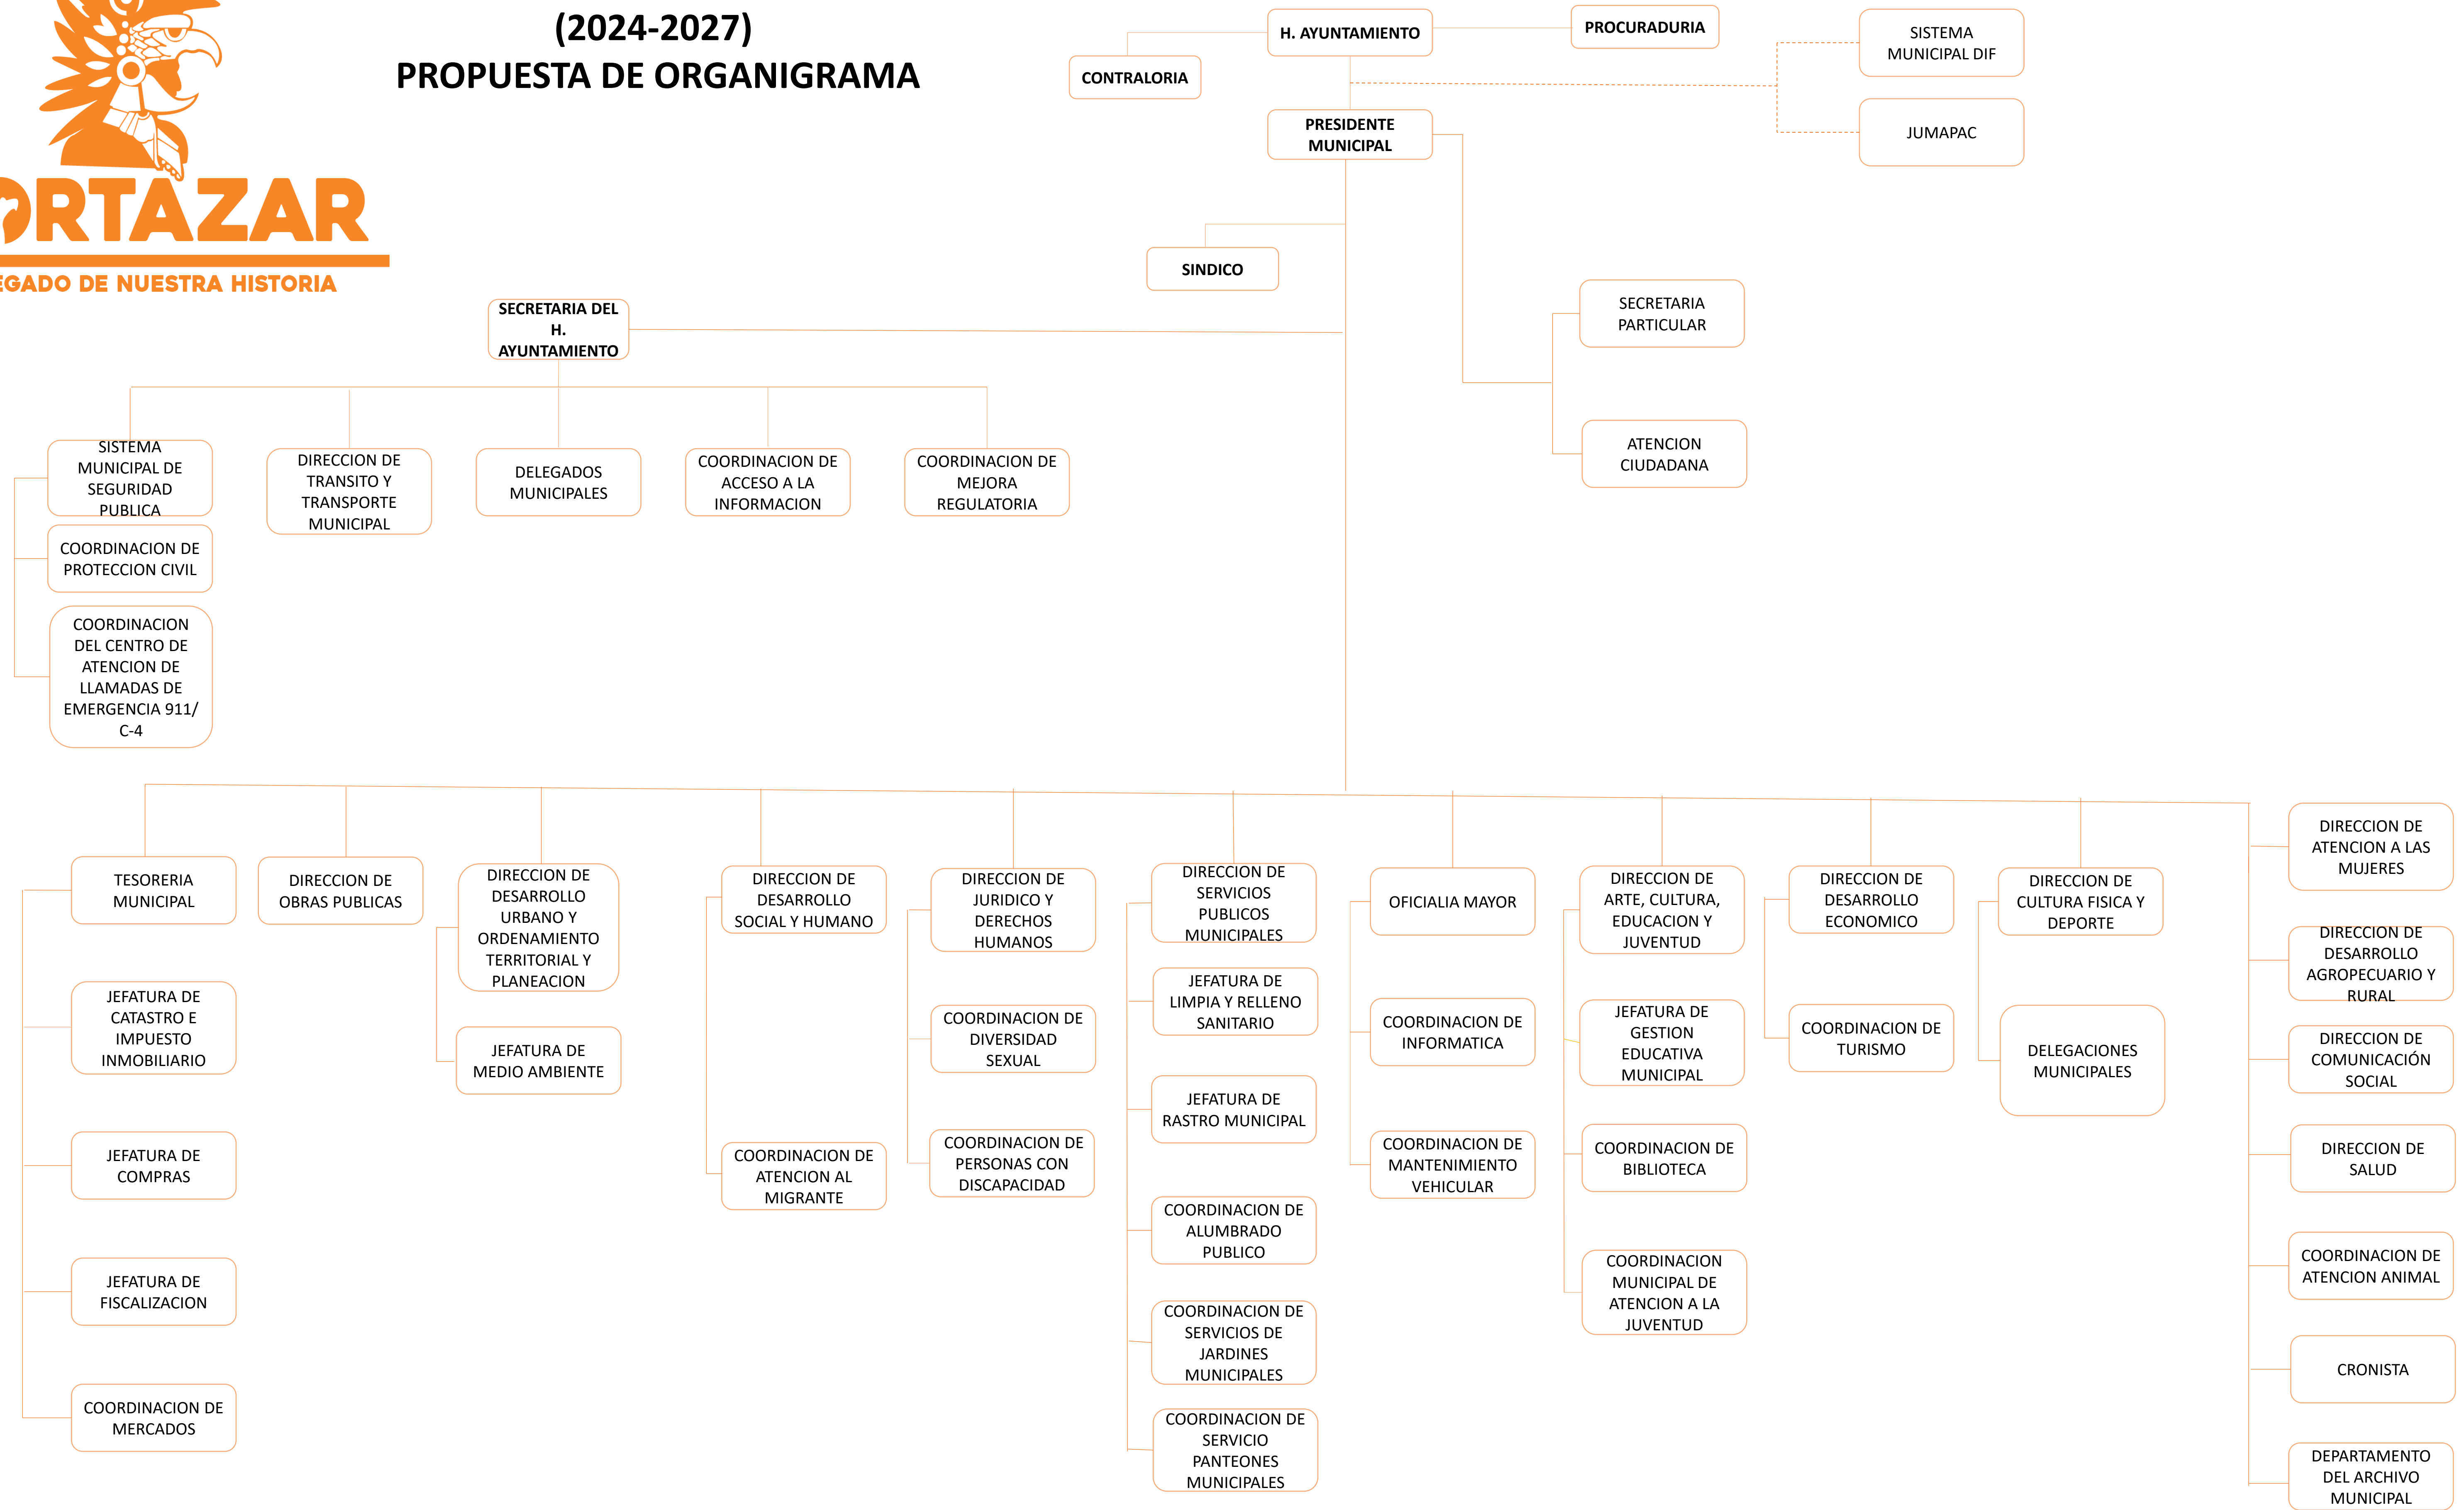 (2024-2027)
PROPUESTA DE ORGANIGRAMA
ORTAZAR
EGADO DE NUESTRA HISTORIA
H. AYUNTAMIENTO
PROCURADURIA
CONTRALORIA
SISTEMA
MUNICIPAL DIF
JUMAPAC
PRESIDENTE
MUNICIPAL
SINDICO
SECRETARIA
PARTICULAR
ATENCION
CIUDADANA
SECRETARIA DEL
H.
AYUNTAMIENTO
SISTEMA
MUNICIPAL DE
SEGURIDAD
PUBLICA
COORDINACION DE
PROTECCION CIVIL
COORDINACION
DEL CENTRO DE
ATENCION DE
LLAMADAS DE
EMERGENCIA 911/
C-4
DIRECCION DE
TRANSITO Y
TRANSPORTE
MUNICIPAL
DELEGADOS
MUNICIPALES
COORDINACION DE
ACCESO A LA
INFORMACION
COORDINACION DE
MEJORA
REGULATORIA
TESORERIA
MUNICIPAL
JEFATURA DE
CATASTRO E
IMPUESTO
INMOBILIARIO
JEFATURA DE
COMPRAS
JEFATURA DE
FISCALIZACION
COORDINACION DE
MERCADOS
DIRECCION DE
OBRAS PUBLICAS
DIRECCION DE
DESARROLLO
URBANO Y
ORDENAMIENTO
TERRITORIAL Y
PLANEACION
JEFATURA DE
MEDIO AMBIENTE
DIRECCION DE
DESARROLLO
SOCIAL Y HUMANO
COORDINACION DE
ATENCION AL
MIGRANTE
DIRECCION DE
JURIDICO Y
DERECHOS
HUMANOS
COORDINACION DE
DIVERSIDAD
SEXUAL
COORDINACION DE
PERSONAS CON
DISCAPACIDAD
DIRECCION DE
SERVICIOS
PUBLICOS
MUNICIPALES
JEFATURA DE
LIMPIA Y RELLENO
SANITARIO
JEFATURA DE
RASTRO MUNICIPAL
COORDINACION DE
ALUMBRADO
PUBLICO
COORDINACION DE
SERVICIOS DE
JARDINES
MUNICIPALES
COORDINACION DE
SERVICIO
PANTEONES
MUNICIPALES
OFICIALIA MAYOR
COORDINACION DE
INFORMATICA
COORDINACION DE
MANTENIMIENTO
VEHICULAR
DIRECCION DE
ARTE, CULTURA,
EDUCACION Y
JUVENTUD
JEFATURA DE
GESTION
EDUCATIVA
MUNICIPAL
COORDINACION DE
BIBLIOTECA
COORDINACION
MUNICIPAL DE
ATENCION A LA
JUVENTUD
DIRECCION DE
DESARROLLO
ECONOMICO
COORDINACION DE
TURISMO
DIRECCION DE
CULTURA FISICA Y
DEPORTE
DELEGACIONES
MUNICIPALES
DIRECCION DE
ATENCION A LAS
MUJERES
DIRECCION DE
DESARROLLO
AGROPECUARIO Y
RURAL
DIRECCION DE
COMUNICACIÓN
SOCIAL
DIRECCION DE
SALUD
COORDINACION DE
ATENCION ANIMAL
CRONISTA
DEPARTAMENTO
DEL ARCHIVO
MUNICIPAL